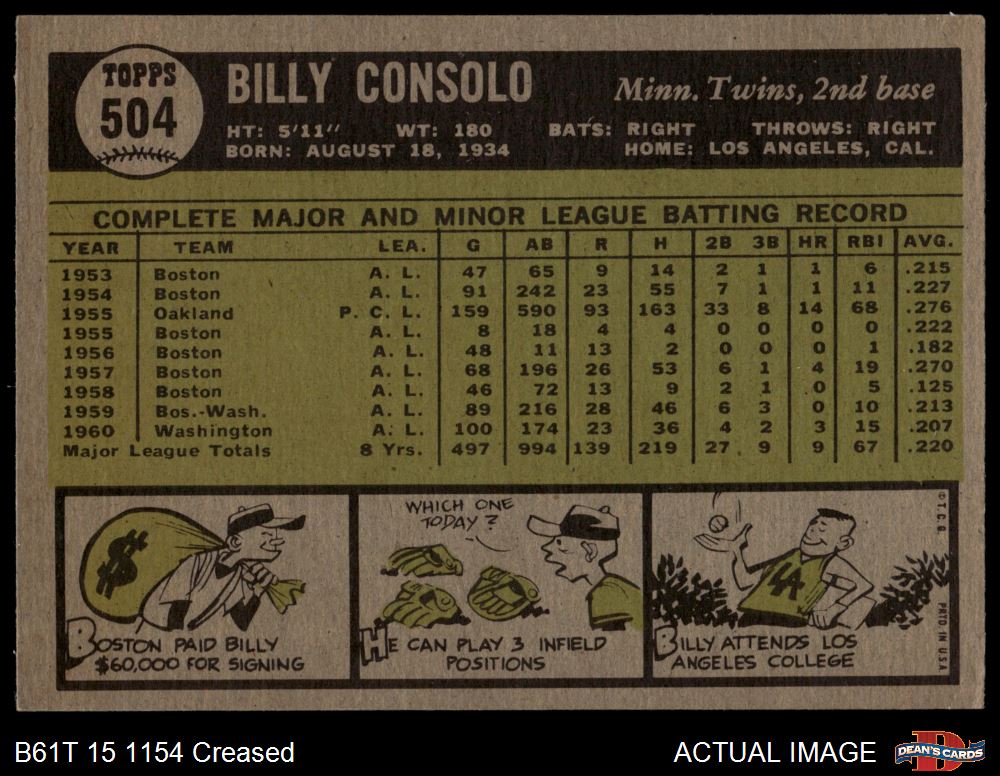 TOPPS
504
BILLY CONSOLO
Minn. Twins, 2nd base
HT: 5'11" WT: 180 BATS: RIGHT THROWS: RIGHT
BORN: AUGUST 18, 1934 HOME: LOS ANGELES, CAL.
COMPLETE MAJOR AND MINOR LEAGUE BATTING RECORD
YEAR TEAM LEA. G AB R H 2B 3B HR RBI AVG.
1953 Boston A. L. 47 65 9 14 2 1 1 6 .215
1954 Boston A. L. 91 242 23 55 7 1 1 11 .227
1955 Oakland P. C. L. 159 590 93 163 33 8 14 68 .276
1955 Boston A. L. 8 18 4 4 0 0 0 0 .222
1956 Boston A. L. 48 11 13 2 0 0 0 1 .182
1957 Boston A. L. 68 196 26 53 6 1 4 19 .270
1958 Boston A. L. 46 72 13 9 2 1 0 5 .125
1959 Bos.-Wash. A. L. 89 216 28 46 6 3 0 10 .213
1960 Washington A. L. 100 174 23 36 4 2 3 15 .207
Major League Totals 8 Yrs. 497 994 139 219 27 9 9 67 .220
$
BOSTON PAID BILLY
$60,000 FOR SIGNING
WHICH ONE
TODAY?
HE CAN PLAY 3 INFIELD
POSITIONS
LA
BILLY ATTENDS LOS
ANGELES COLLEGE
© T.C.G. PRTD IN U.S.A
B61T 15 1154 Creased
ACTUAL IMAGE
DEAN'S CARDS